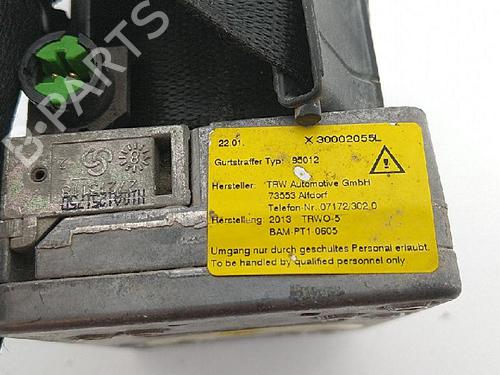 B-PARTS
22.01. X 30002055L
Gurtstraffer Typ: 95012
Hersteller: TRW Automotive GmbH
73553 Alfdorf
Telefon-Nr. 07172/302 0
Herstellung: 2013 TRWO-5
BAM-PT1-0605
Umgang nur durch geschultes Personal erlaubt.
To be handled by qualified personnel only.